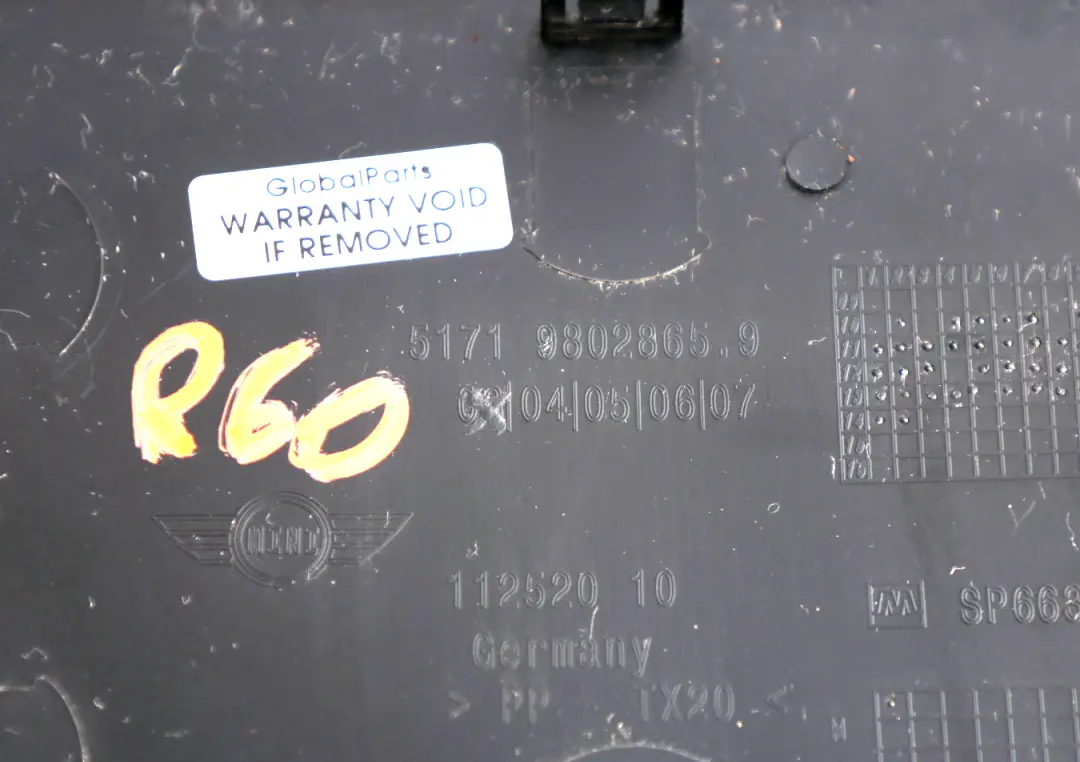 GlobalParts
WARRANTY VOID
IF REMOVED
5171 9802865.9
|04|05|06|07
R60
MINI
112520 10
SP663
Germany
> PP - TX20 <
M